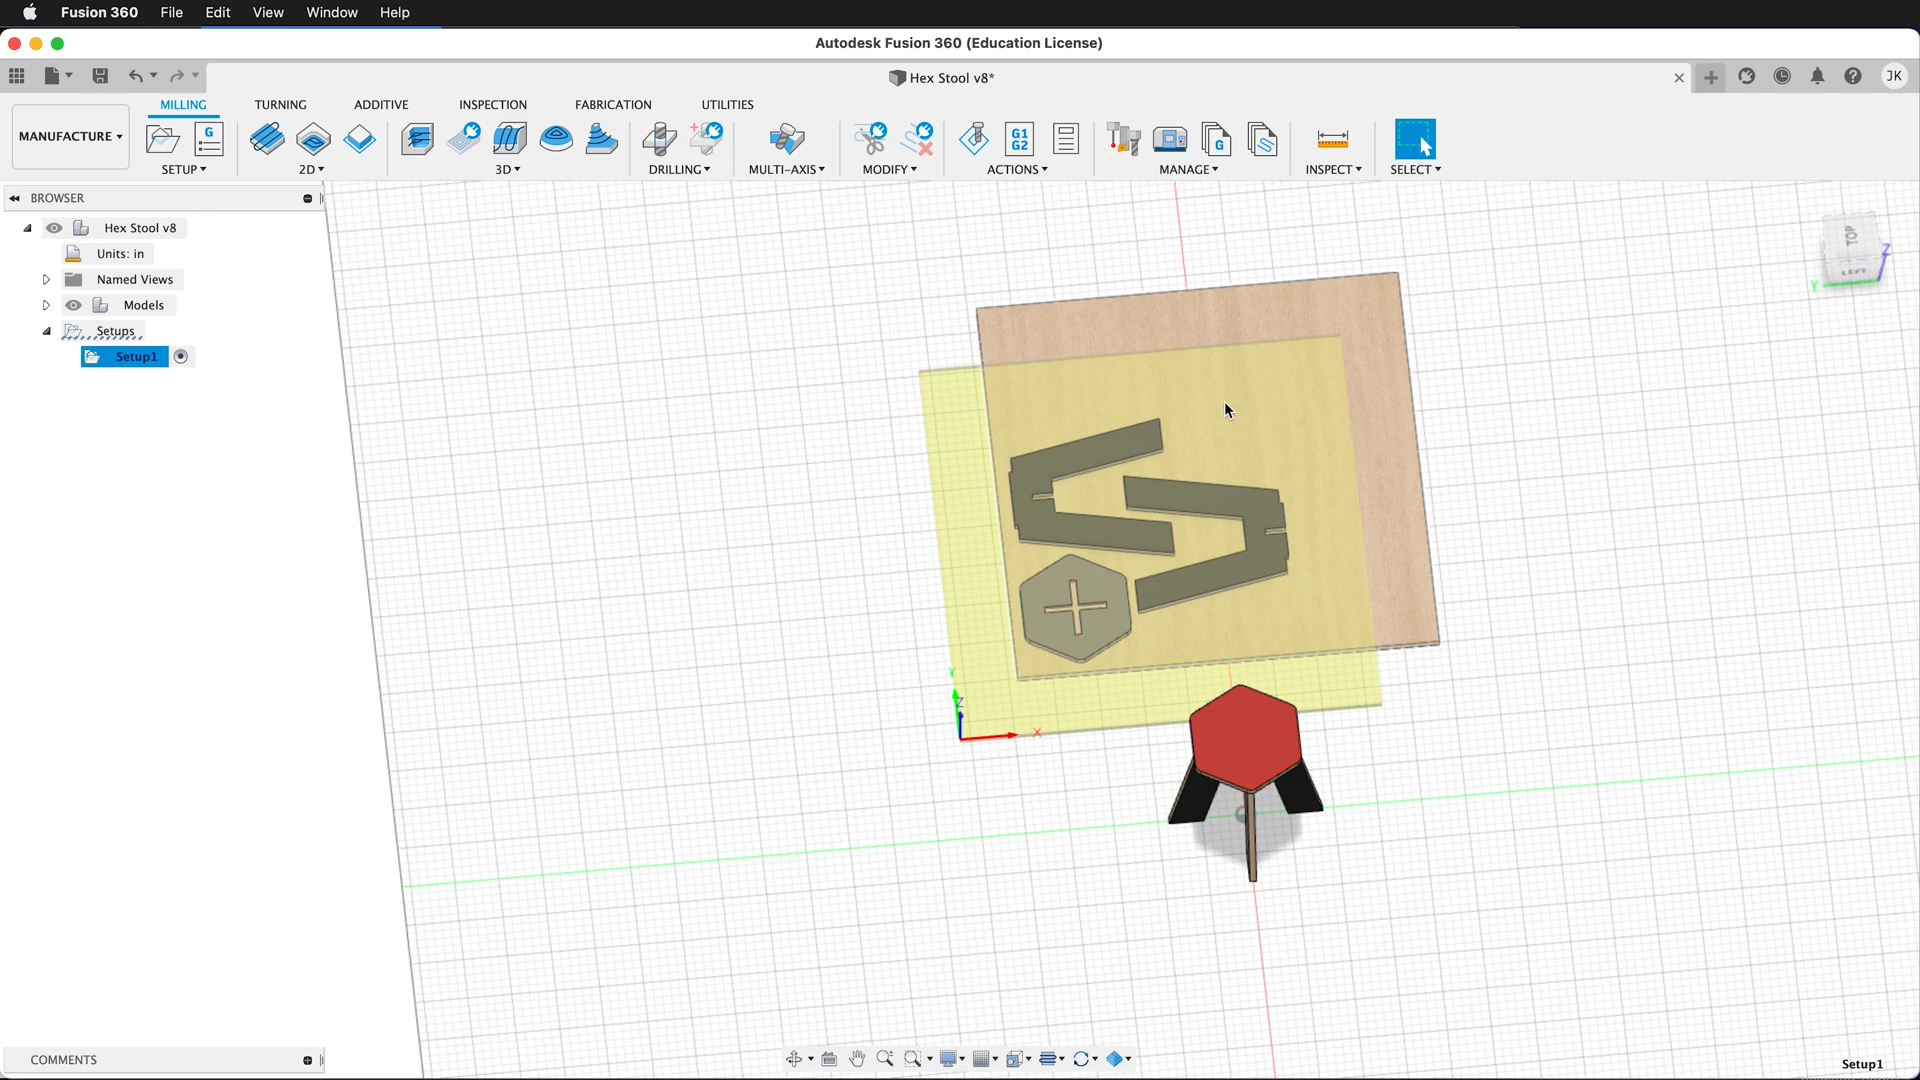 Fusion 360 File Edit View Window Help
Autodesk Fusion 360 (Education License)
Hex Stool v8*
JK
MANUFACTURE
MILLING TURNING ADDITIVE INSPECTION FABRICATION UTILITIES
G G1 G2 G
SETUP 2D 3D DRILLING MULTI-AXIS MODIFY ACTIONS MANAGE INSPECT SELECT
BROWSER
Hex Stool v8
Units: in
Named Views
Models
Setups
Setup1
TOP
LEFT
Z
Y
Y
Z
X
COMMENTS
Setup1